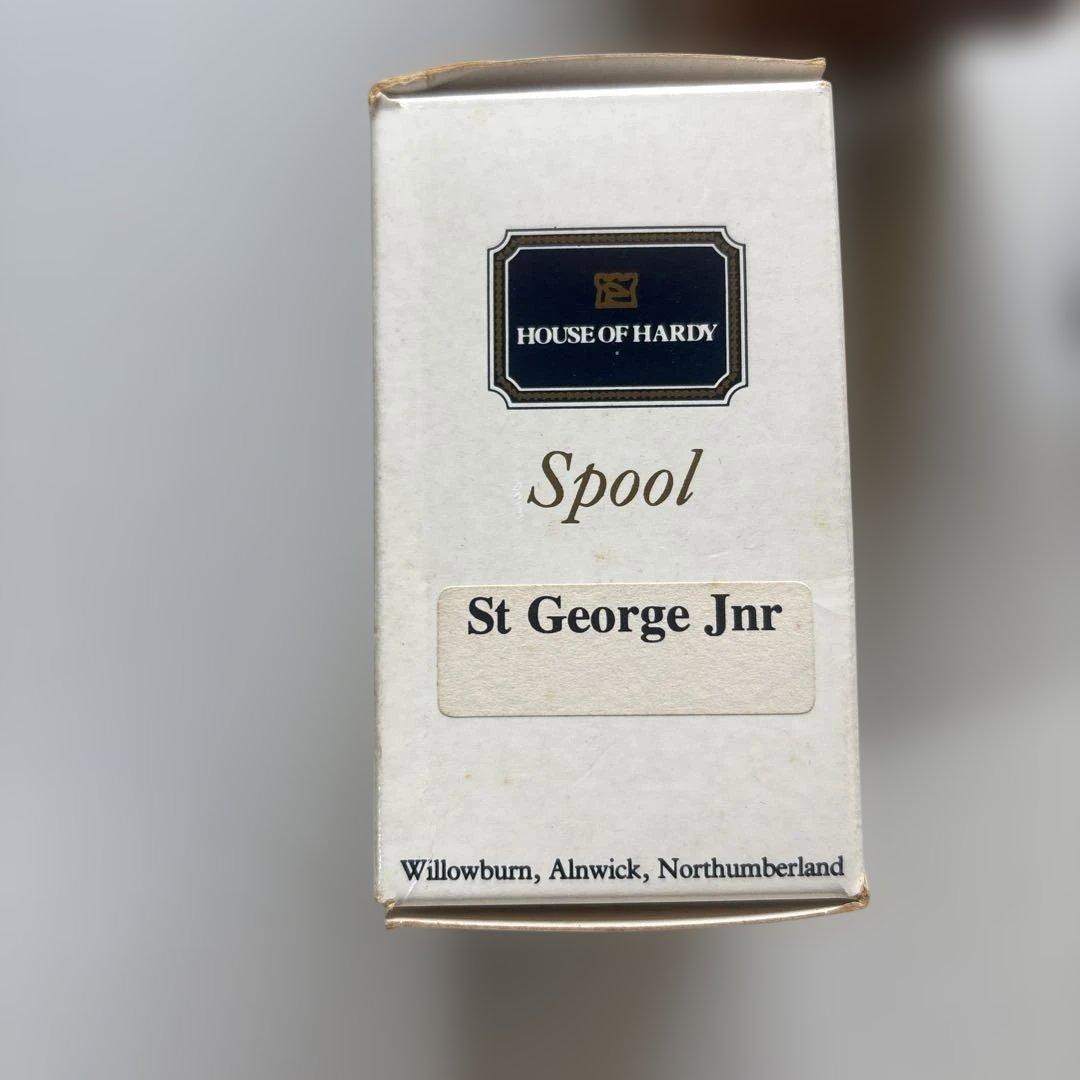 HOUSE OF HARDY
Spool
St George Jnr
Willowburn, Alnwick, Northumberland